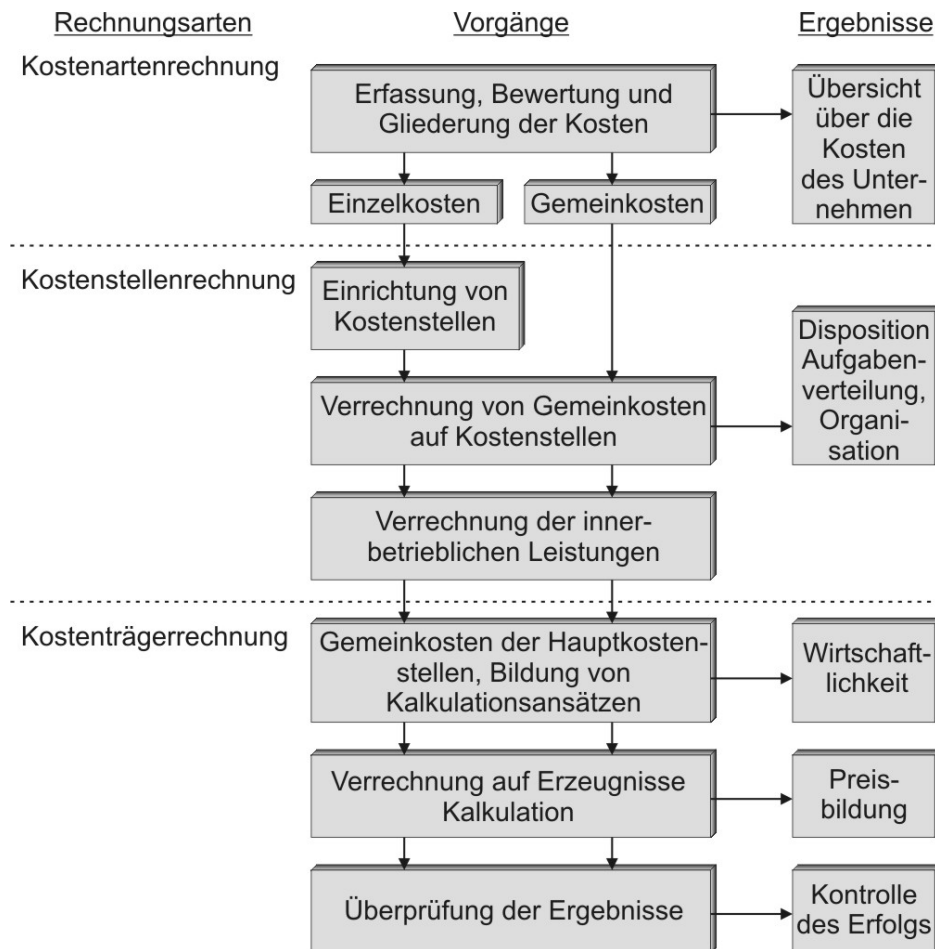 Rechnungsarten
Vorgänge
Ergebnisse
Kostenartenrechnung
Erfassung, Bewertung und
Gliederung der Kosten
Übersicht
über die
Kosten
des Unter-
nehmen
Einzelkosten
Gemeinkosten
Kostenstellenrechnung
Einrichtung von
Kostenstellen
Verrechnung von Gemeinkosten
auf Kostenstellen
Disposition
Aufgaben-
verteilung,
Organi-
sation
Verrechnung der inner-
betrieblichen Leistungen
Kostenträgerrechnung
Gemeinkosten der Hauptkosten-
stellen, Bildung von
Kalkulationsansätzen
Wirtschaft-
lichkeit
Verrechnung auf Erzeugnisse
Kalkulation
Preis-
bildung
Überprüfung der Ergebnisse
Kontrolle
des Erfolgs